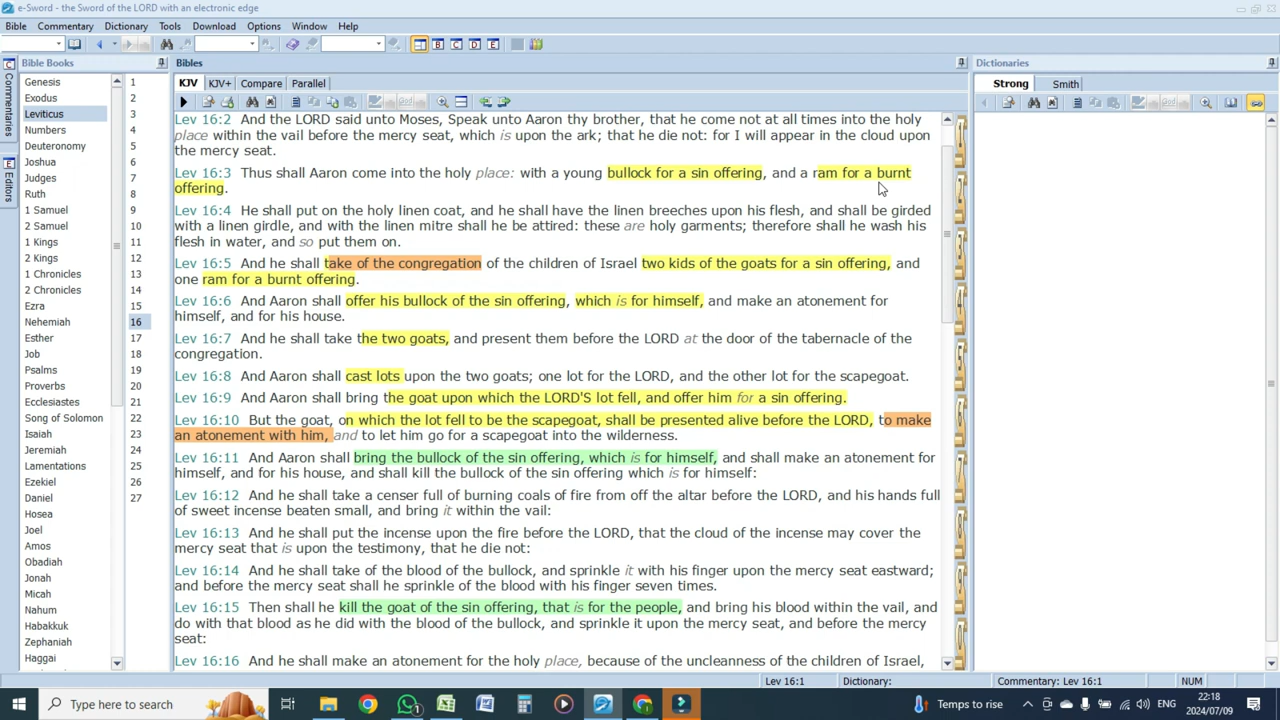 e-Sword - the Sword of the LORD with an electronic edge
Bible Commentary Dictionary Tools Download Options Window Help
B C D E
Bible Books
Bibles
Dictionaries
Commentaries
Editors
KJV KJV+ Compare Parallel
Strong Smith
Genesis
Exodus
Leviticus
Numbers
Deuteronomy
Joshua
Judges
Ruth
1 Samuel
2 Samuel
1 Kings
2 Kings
1 Chronicles
2 Chronicles
Ezra
Nehemiah
Esther
Job
Psalms
Proverbs
Ecclesiastes
Song of Solomon
Isaiah
Jeremiah
Lamentations
Ezekiel
Daniel
Hosea
Joel
Amos
Obadiah
Jonah
Micah
Nahum
Habakkuk
Zephaniah
Haggai
1
2
3
4
5
6
7
8
9
10
11
12
13
14
15
16
17
18
19
20
21
22
23
24
25
26
27
Lev 16:2 And the LORD said unto Moses, Speak unto Aaron thy brother, that he come not at all times into the holy
place within the vail before the mercy seat, which is upon the ark; that he die not: for I will appear in the cloud upon
the mercy seat.
Lev 16:3 Thus shall Aaron come into the holy place: with a young bullock for a sin offering, and a ram for a burnt
offering.
Lev 16:4 He shall put on the holy linen coat, and he shall have the linen breeches upon his flesh, and shall be girded
with a linen girdle, and with the linen mitre shall he be attired: these are holy garments; therefore shall he wash his
flesh in water, and so put them on.
Lev 16:5 And he shall take of the congregation of the children of Israel two kids of the goats for a sin offering, and
one ram for a burnt offering.
Lev 16:6 And Aaron shall offer his bullock of the sin offering, which is for himself, and make an atonement for
himself, and for his house.
Lev 16:7 And he shall take the two goats, and present them before the LORD at the door of the tabernacle of the
congregation.
Lev 16:8 And Aaron shall cast lots upon the two goats; one lot for the LORD, and the other lot for the scapegoat.
Lev 16:9 And Aaron shall bring the goat upon which the LORD'S lot fell, and offer him for a sin offering.
Lev 16:10 But the goat, on which the lot fell to be the scapegoat, shall be presented alive before the LORD, to make
an atonement with him, and to let him go for a scapegoat into the wilderness.
Lev 16:11 And Aaron shall bring the bullock of the sin offering, which is for himself, and shall make an atonement for
himself, and for his house, and shall kill the bullock of the sin offering which is for himself:
Lev 16:12 And he shall take a censer full of burning coals of fire from off the altar before the LORD, and his hands full
of sweet incense beaten small, and bring it within the vail:
Lev 16:13 And he shall put the incense upon the fire before the LORD, that the cloud of the incense may cover the
mercy seat that is upon the testimony, that he die not:
Lev 16:14 And he shall take of the blood of the bullock, and sprinkle it with his finger upon the mercy seat eastward;
and before the mercy seat shall he sprinkle of the blood with his finger seven times.
Lev 16:15 Then shall he kill the goat of the sin offering, that is for the people, and bring his blood within the vail, and
do with that blood as he did with the blood of the bullock, and sprinkle it upon the mercy seat, and before the mercy
seat:
Lev 16:16 And he shall make an atonement for the holy place, because of the uncleanness of the children of Israel,
Lev 16:1 Dictionary: Commentary: Lev 16:1 NUM
Type here to search
Temps to rise
ENG
22:18
2024/07/09